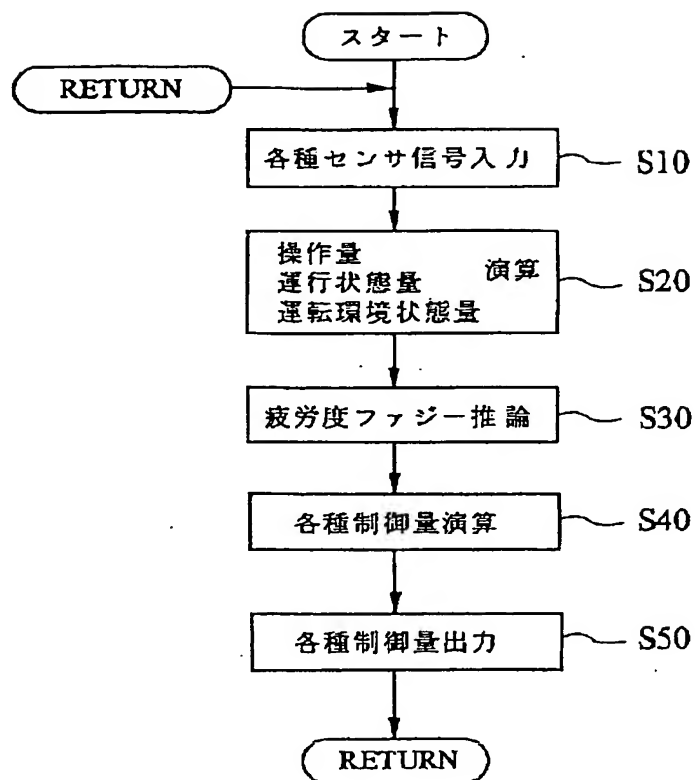 スタート
RETURN
各種センサ信号入力
S10
操作量
運行状態量 演算
運転環境状態量
S20
疲労度ファジー推論
S30
各種制御量演算
S40
各種制御量出力
S50
RETURN